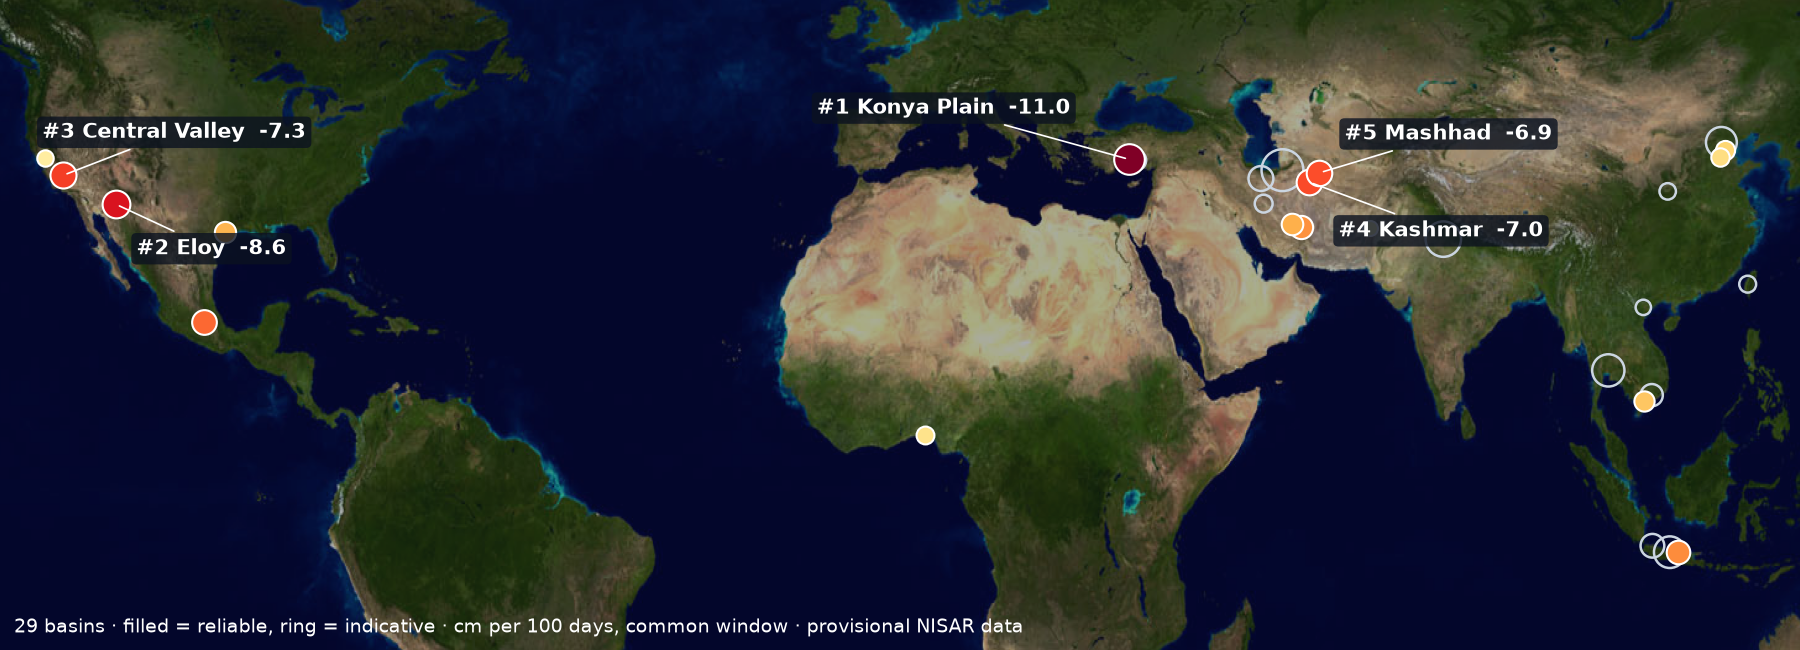 #1 Konya Plain -11.0
#3 Central Valley -7.3
#5 Mashhad -6.9
#4 Kashmar -7.0
#2 Eloy -8.6
29 basins · filled = reliable, ring = indicative · cm per 100 days, common window · provisional NISAR data